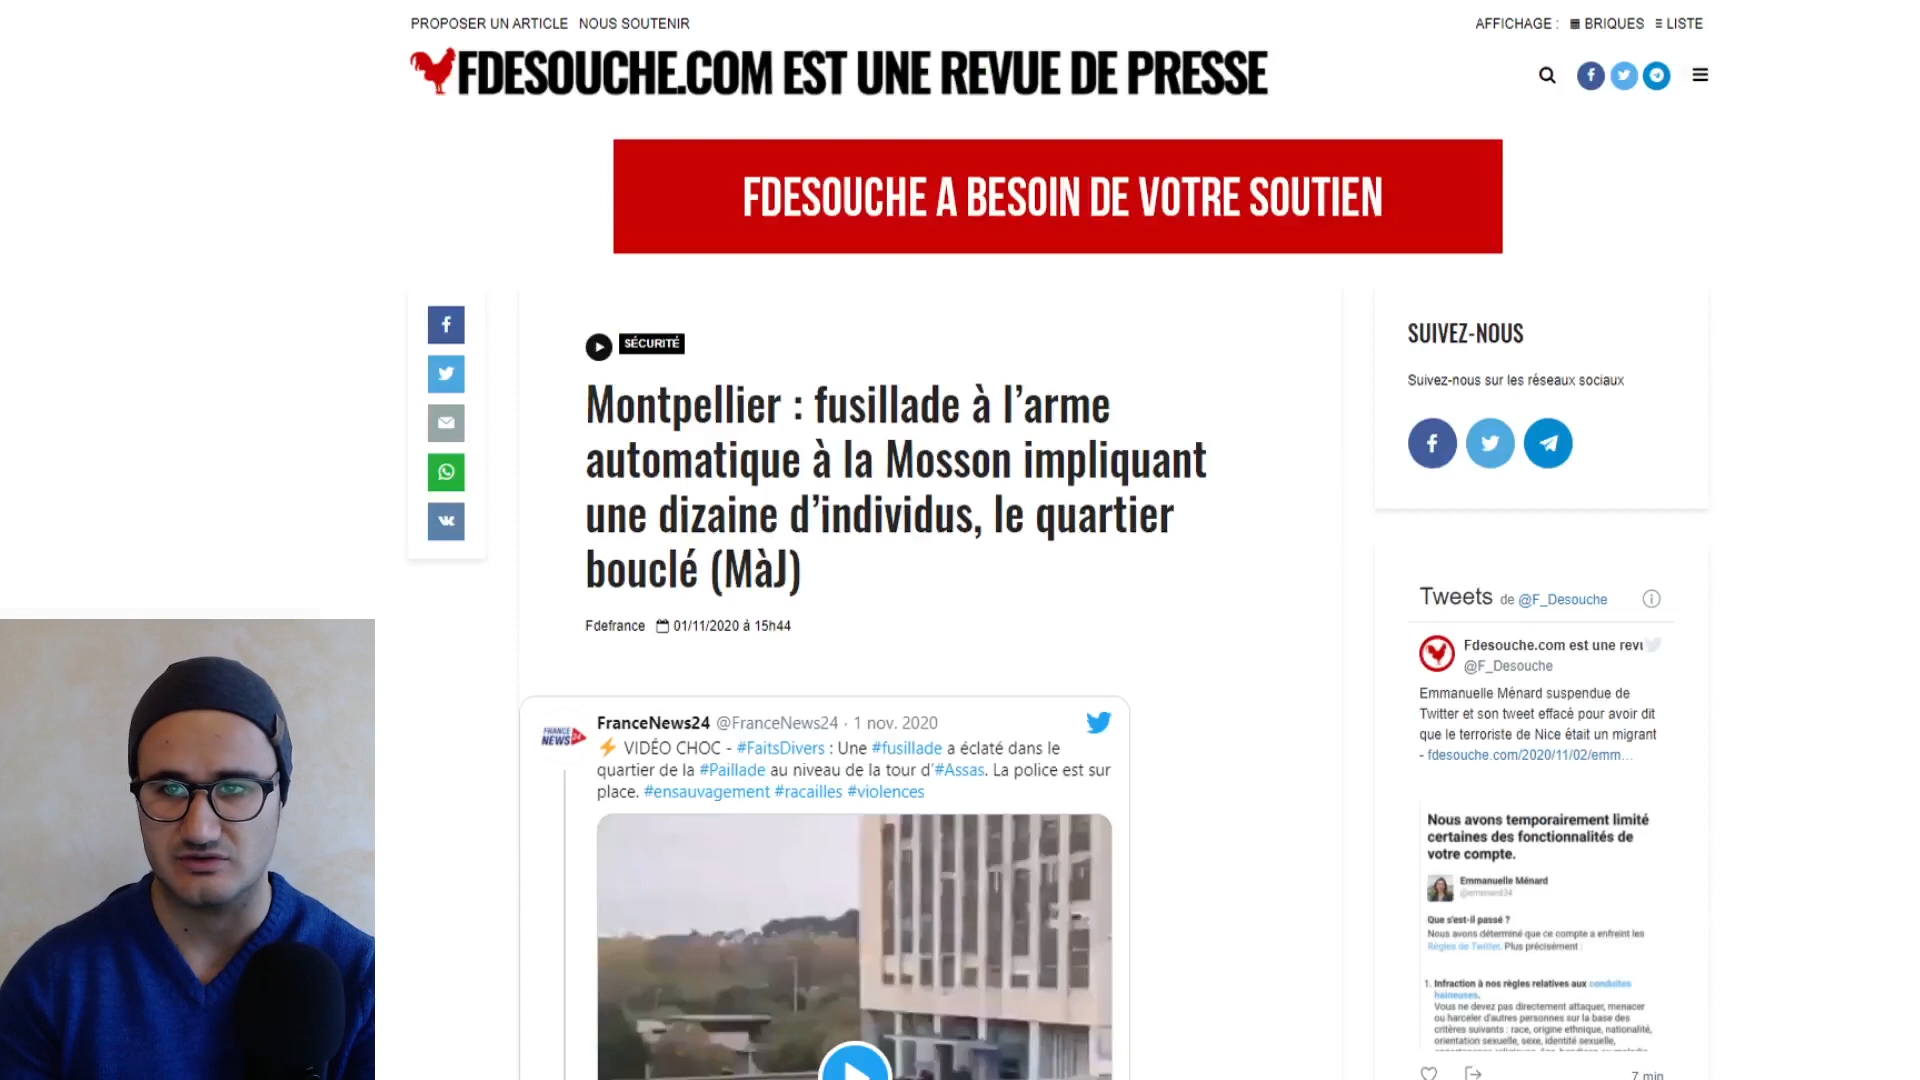 PROPOSER UN ARTICLE NOUS SOUTENIR
AFFICHAGE : BRIQUES LISTE
FDESOUCHE.COM EST UNE REVUE DE PRESSE
FDESOUCHE A BESOIN DE VOTRE SOUTIEN
SÉCURITÉ
Montpellier : fusillade à l’arme
automatique à la Mosson impliquant
une dizaine d’individus, le quartier
bouclé (MàJ)
Fdefrance 01/11/2020 à 15h44
FRANCE NEWS 24
FranceNews24 @FranceNews24 · 1 nov. 2020
⚡ VIDÉO CHOC - #FaitsDivers : Une #fusillade a éclaté dans le
quartier de la #Paillade au niveau de la tour d’#Assas. La police est sur
place. #ensauvagement #racailles #violences
SUIVEZ-NOUS
Suivez-nous sur les réseaux sociaux
Tweets de @F_Desouche
Fdesouche.com est une revu
@F_Desouche
Emmanuelle Ménard suspendue de
Twitter et son tweet effacé pour avoir dit
que le terroriste de Nice était un migrant
- fdesouche.com/2020/11/02/emm…
Nous avons temporairement limité
certaines des fonctionnalités de
votre compte.
Emmanuelle Ménard
@emenard34
Que s'est-il passé ?
Nous avons déterminé que ce compte a enfreint les
Règles de Twitter. Plus précisément :
1. Infraction à nos règles relatives aux conduites
haineuses.
Vous ne devez pas directement attaquer, menacer
ou harceler d'autres personnes sur la base des
critères suivants : race, origine ethnique, nationalité,
orientation sexuelle, sexe, identité sexuelle,
7 min